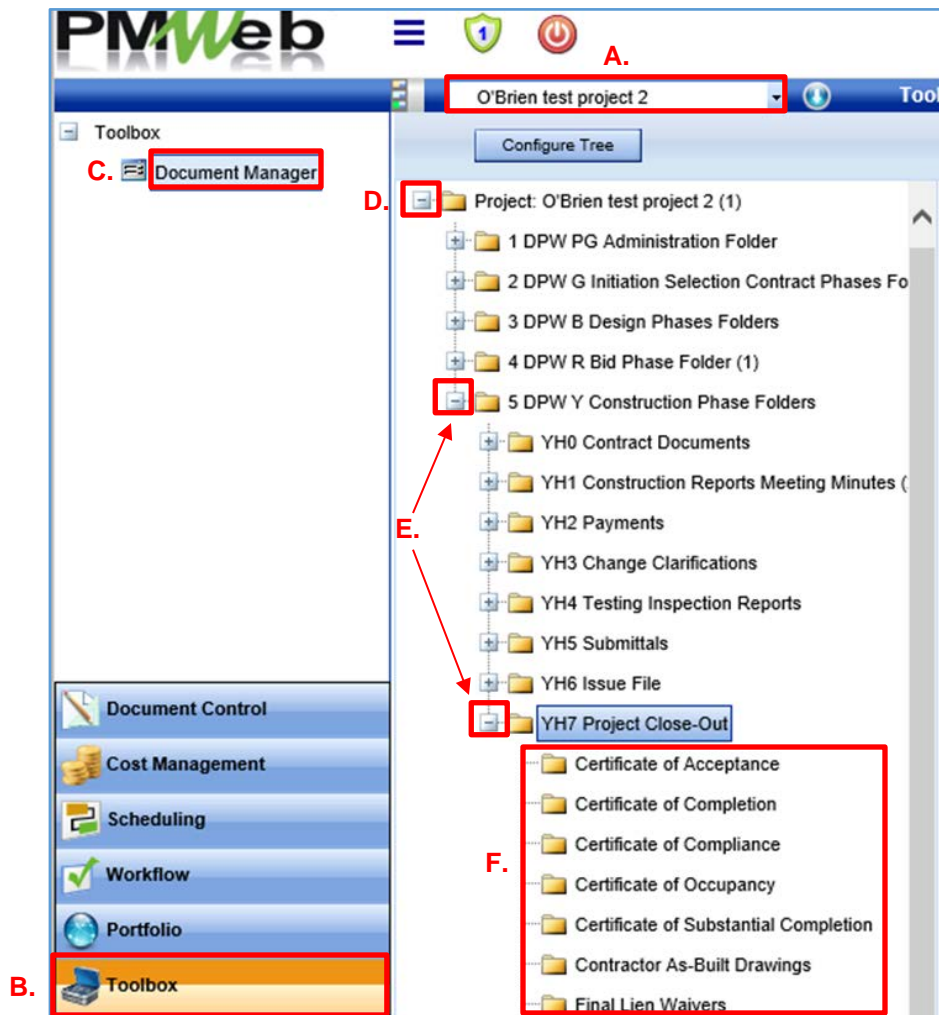 PMWeb
1
A.
O'Brien test project 2
Tool
Toolbox
Configure Tree
C. Document Manager
D. Project: O'Brien test project 2 (1)
1 DPW PG Administration Folder
2 DPW G Initiation Selection Contract Phases Fo
3 DPW B Design Phases Folders
4 DPW R Bid Phase Folder (1)
5 DPW Y Construction Phase Folders
YH0 Contract Documents
YH1 Construction Reports Meeting Minutes (
E. YH2 Payments
YH3 Change Clarifications
YH4 Testing Inspection Reports
YH5 Submittals
YH6 Issue File
YH7 Project Close-Out
F.
Certificate of Acceptance
Certificate of Completion
Certificate of Compliance
Certificate of Occupancy
Certificate of Substantial Completion
Contractor As-Built Drawings
Final Lien Waivers
Document Control
Cost Management
Scheduling
Workflow
Portfolio
B. Toolbox